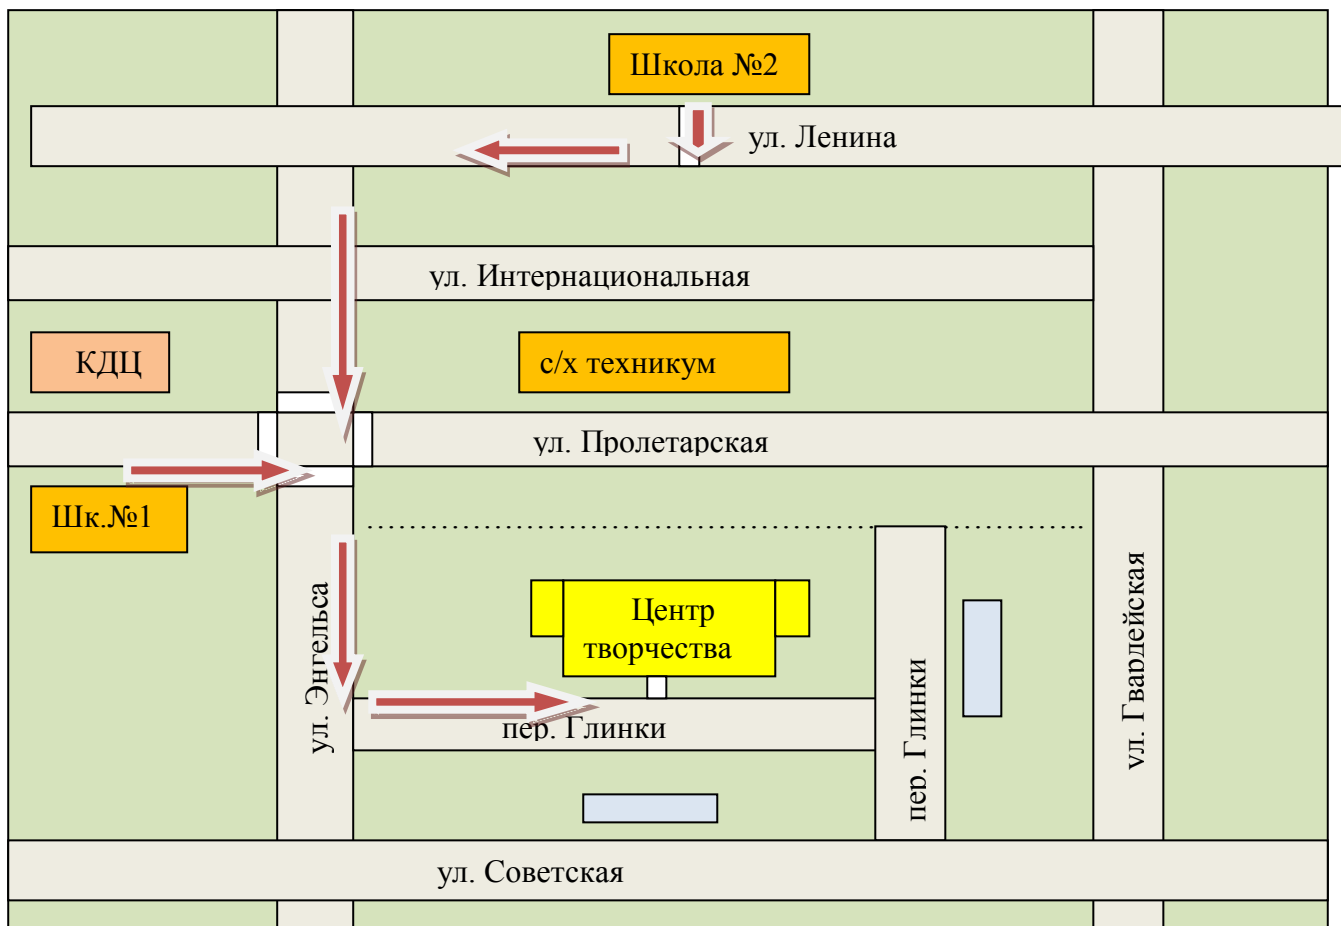 Школа №2
ул. Ленина
ул. Интернациональная
КДЦ
с/х техникум
ул. Пролетарская
Шк.№1
Центр
творчества
ул. Энгельса
пер. Глинки
пер. Глинки
ул. Гвардейская
ул. Советская